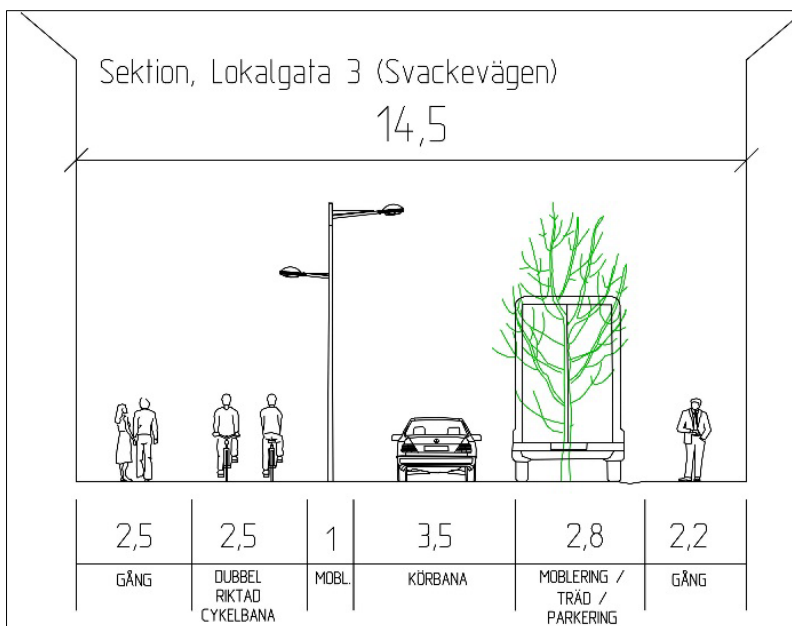 Sektion, Lokalgata 3 (Svackevägen)
14,5
2,5 2,5 1 3,5 2,8 2,2
GÅNG DUBBEL MOBL. KÖRBANA MOBLERING / GÅNG
RIKTAD TRÄD /
CYKELBANA PARKERING